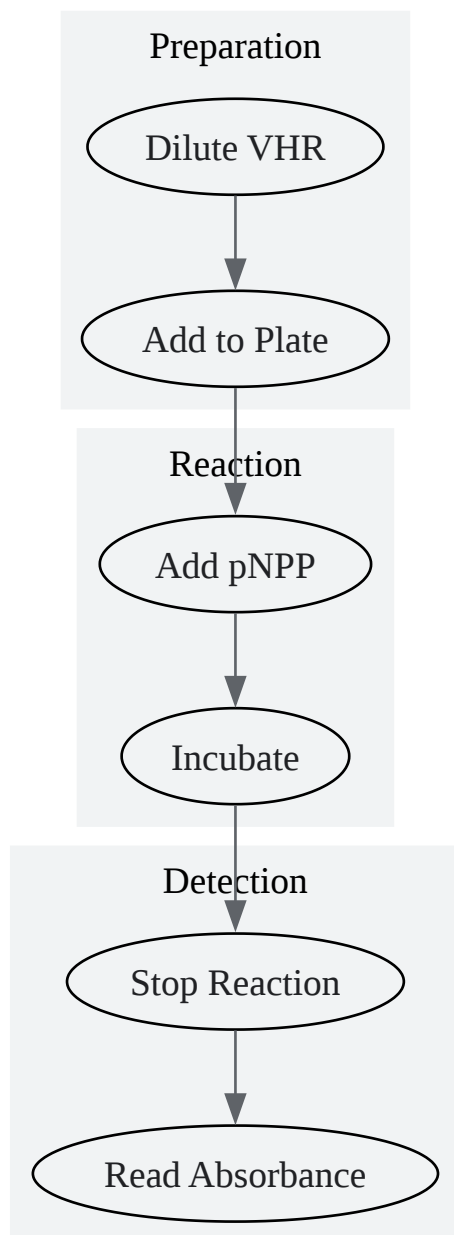 Preparation
Dilute VHR
Add to Plate
Reaction
Add pNPP
Incubate
Detection
Stop Reaction
Read Absorbance